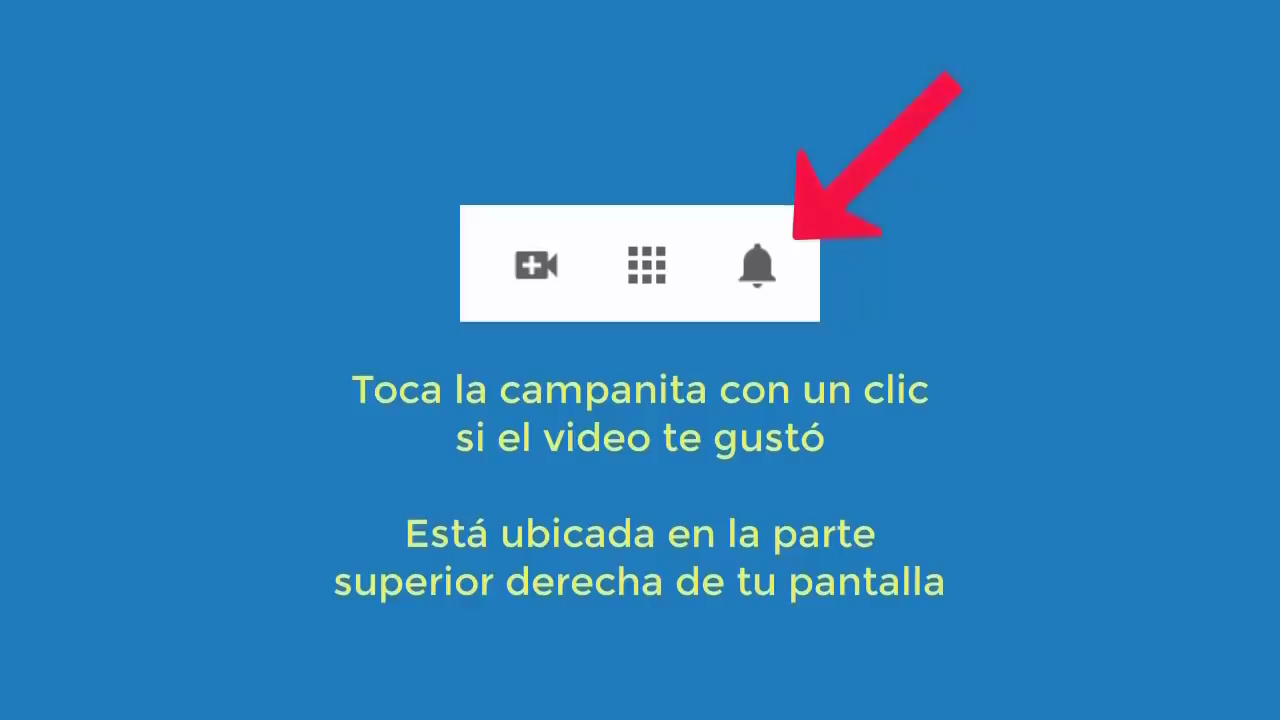 Toca la campanita con un clic
si el video te gustó
Está ubicada en la parte
superior derecha de tu pantalla